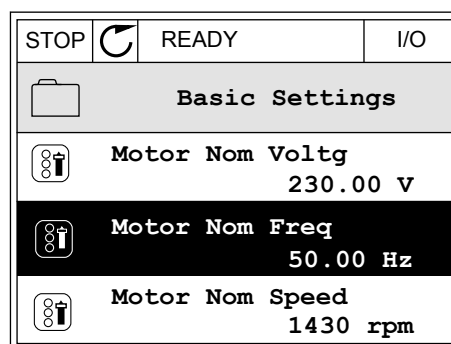 STOP READY I/O
Basic Settings
Motor Nom Voltg
230.00 V
Motor Nom Freq
50.00 Hz
Motor Nom Speed
1430 rpm